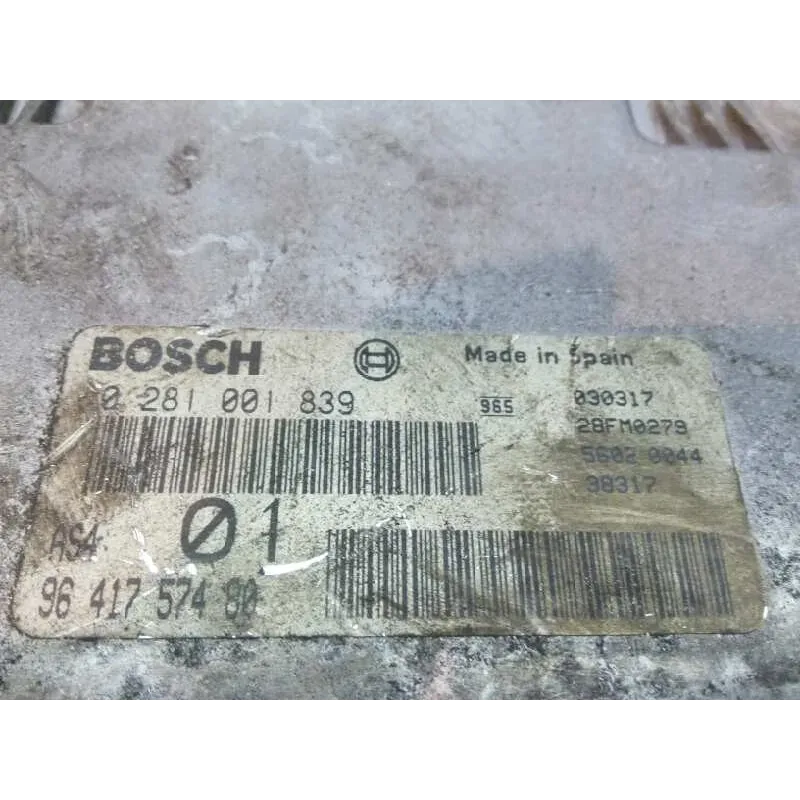 BOSCH Made in Spain
0 281 001 839 965 030317
28FM0279
5602 0044
38317
AS4 01
96 417 574 80